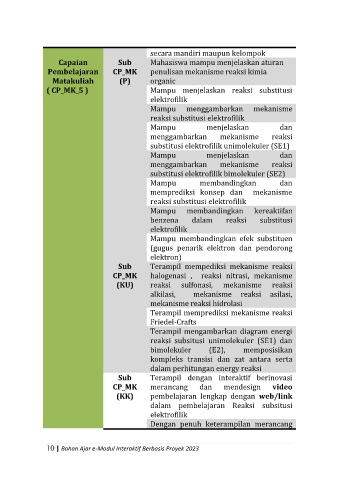 secara mandiri maupun kelompok
Capaian Pembelajaran Matakuliah ( CP_MK_5 )
Sub CP_MK (P)
Mahasiswa mampu menjelaskan aturan
penulisan mekanisme reaksi kimia
organic
Mampu menjelaskan reaksi substitusi
elektrofilik
Mampu menggambarkan mekanisme
reaksi substitusi elektrofilik
Mampu menjelaskan dan
menggambarkan mekanisme reaksi
substitusi elektrofilik unimolekuler (SE1)
Mampu menjelaskan dan
menggambarkan mekanisme reaksi
substitusi elektrofilik bimolekuler (SE2)
Mampu membandingkan dan
memprediksi konsep dan mekanisme
reaksi substitusi elektrofilik
Mampu membandingkan kereaktifan
benzena dalam reaksi substitusi
elektrofilik
Mampu membandingkan efek substituen
(gugus penarik elektron dan pendorong
elektron)
Sub CP_MK (KU)
Terampil mempediksi mekanisme reaksi
halogenasi , reaksi nitrasi, mekanisme
reaksi sulfonasi, mekanisme reaksi
alkilasi, mekanisme reaksi asilasi,
mekanisme reaksi hidrolasi
Terampil memprediksi mekanisme reaksi
Friedel-Crafts
Terampil mengambarkan diagram energi
reaksi subsitusi unimolekuler (SE1) dan
bimolekuler (E2), memposisikan
kompleks transisi dan zat antara serta
dalam perhitungan energy reaksi
Sub CP_MK (KK)
Terampil dengan interaktif berinovasi
merancang dan mendesign video
pembelajaran lengkap dengan web/link
dalam pembelajaran Reaksi subsitusi
elektrofilik
Dengan penuh keterampilan merancang
10 | Bahan Ajar e-Modul Interaktif Berbasis Proyek 2023